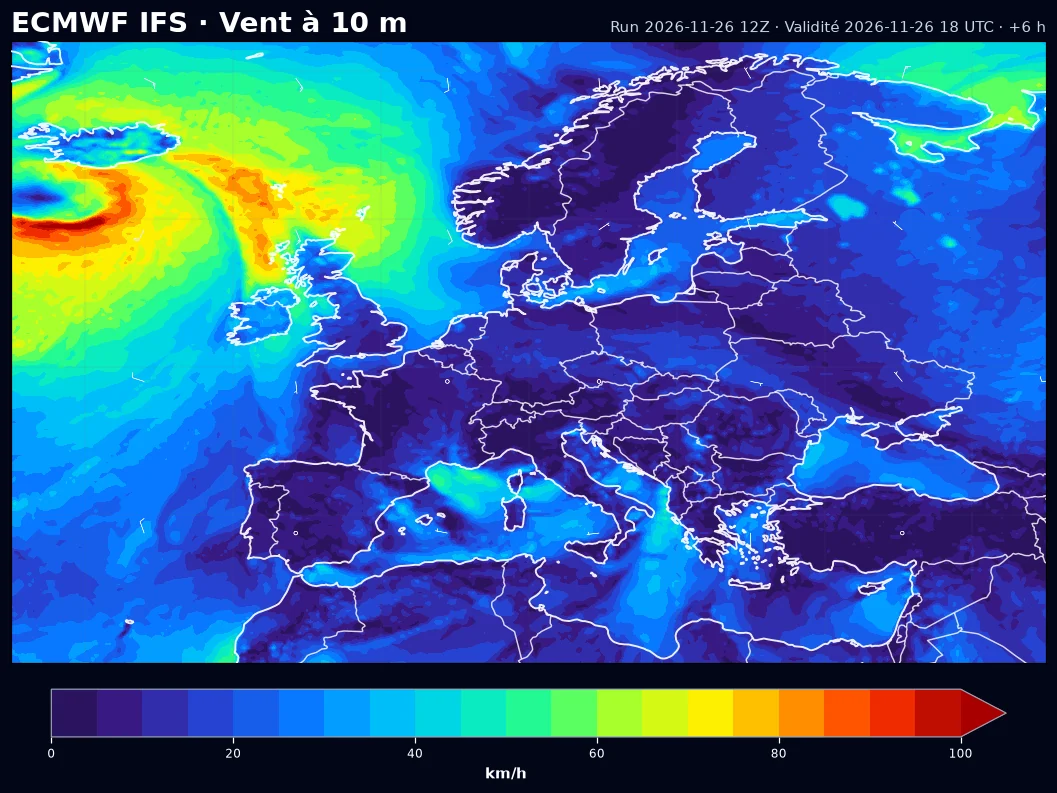 ECMWF IFS · Vent à 10 m
Run 2026-11-26 12Z · Validité 2026-11-26 18 UTC · +6 h
0 20 40 60 80 100
km/h